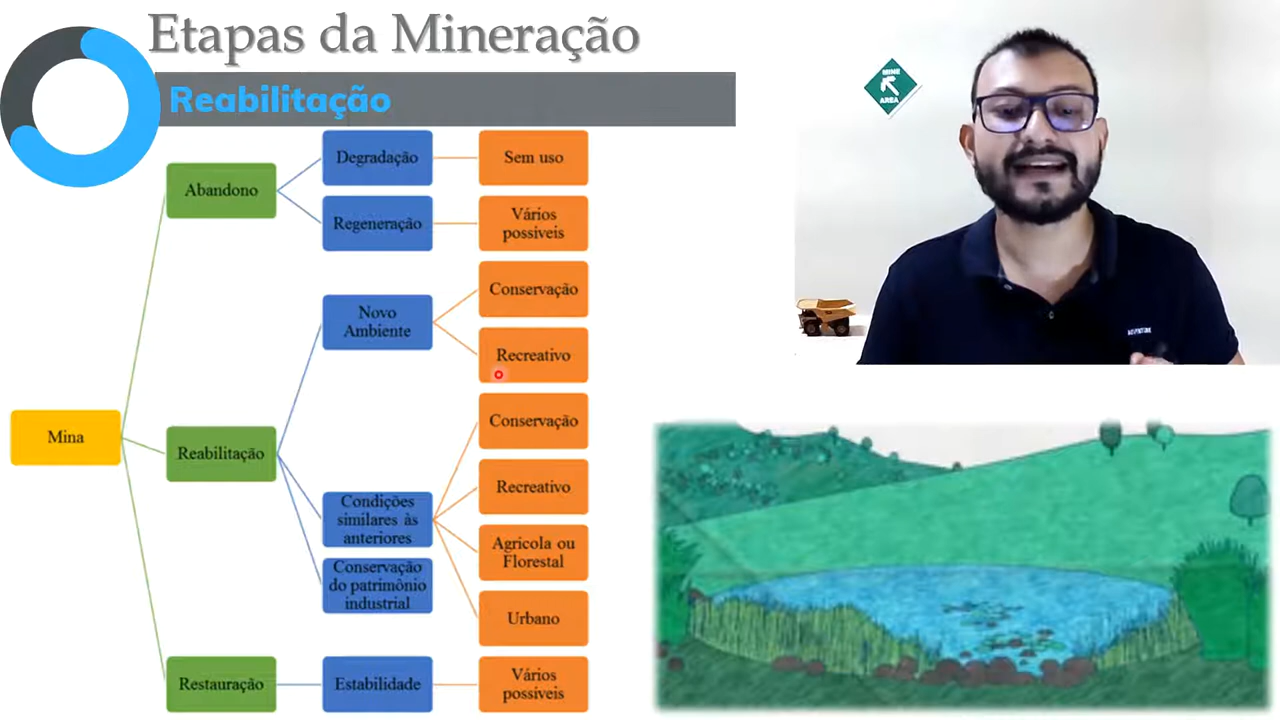 Etapas da Mineração
Reabilitação
MINE
AREA
Degradação
Sem uso
Abandono
Regeneração
Vários
possíveis
Novo
Ambiente
Conservação
Recreativo
Mina
Reabilitação
Condições
similares às
anteriores
Conservação
Recreativo
Agrícola ou
Florestal
Urbano
Conservação
do patrimônio
industrial
Restauração
Estabilidade
Vários
possíveis